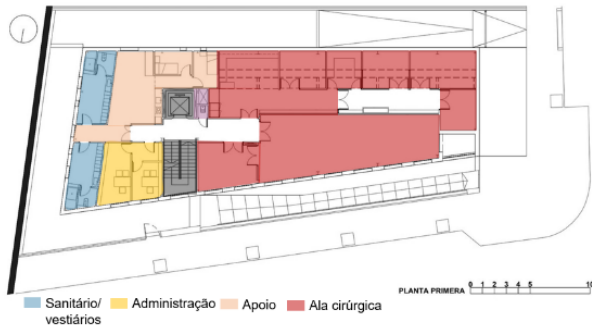 PLANTA PRIMERA
0 1 2 3 4 5 10
Sanitário/
vestiários
Administração
Apoio
Ala cirúrgica